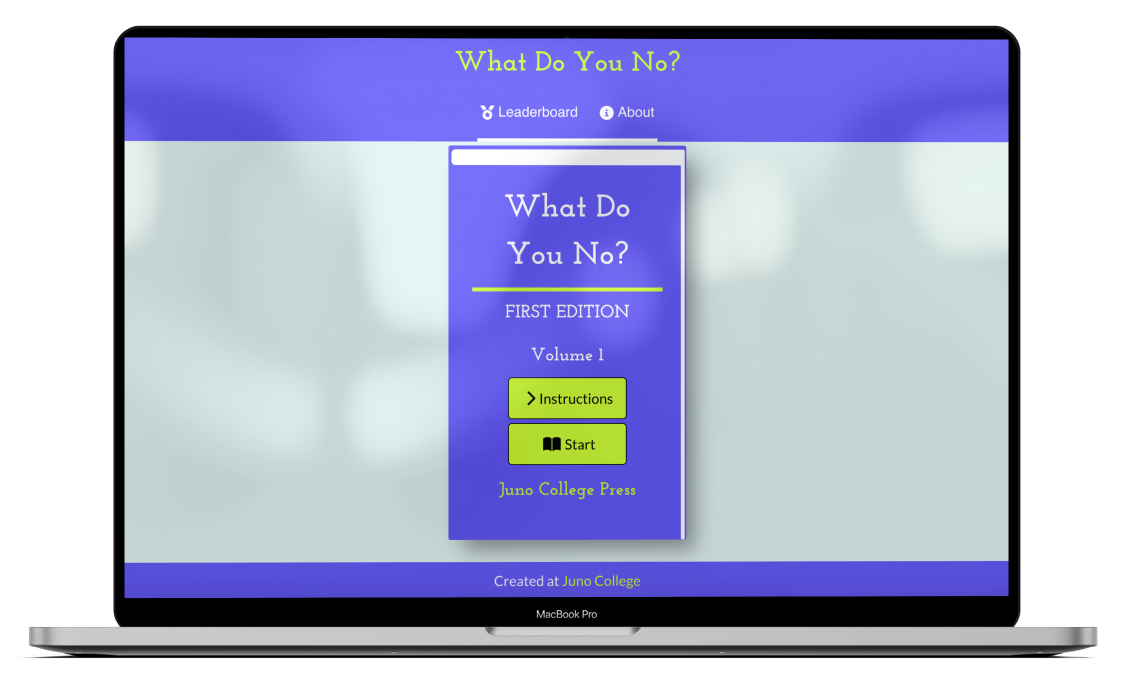 What Do You No?
Leaderboard About
What Do
You No?
FIRST EDITION
Volume 1
Instructions
Start
Juno College Press
Created at Juno College
MacBook Pro